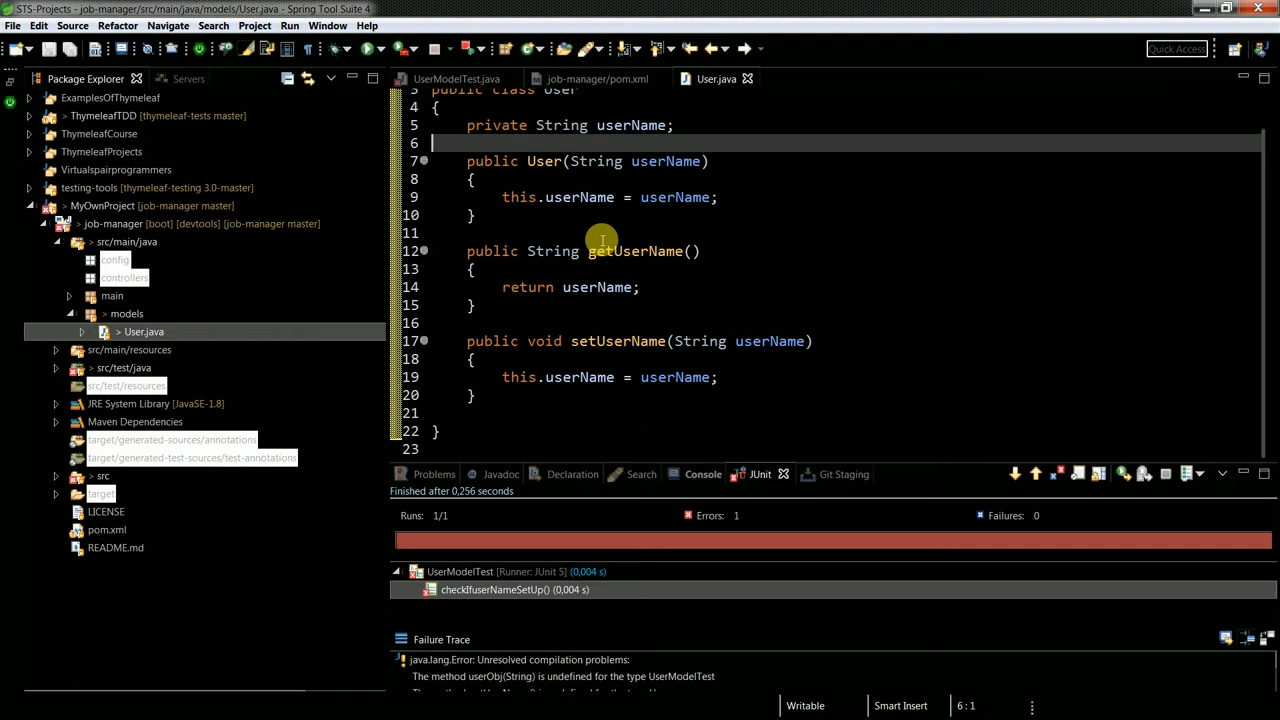 STS-Projects - job-manager/src/main/java/models/User.java - Spring Tool Suite 4
File Edit Source Refactor Navigate Search Project Run Window Help
Quick Access
Package Explorer Servers
ExamplesOfThymeleaf
> ThymeleafTDD [thymeleaf-tests master]
ThymeleafCourse
ThymeleafProjects
Virtualspairprogrammers
testing-tools [thymeleaf-testing 3.0-master]
> MyOwnProject [job-manager master]
> job-manager [boot] [devtools] [job-manager master]
> src/main/java
config
controllers
main
> models
> User.java
src/main/resources
> src/test/java
src/test/resources
JRE System Library [JavaSE-1.8]
Maven Dependencies
target/generated-sources/annotations
target/generated-test-sources/test-annotations
> src
target
LICENSE
pom.xml
README.md
UserModelTest.java job-manager/pom.xml User.java
3 public class User
4 {
5 private String userName;
6
7 public User(String userName)
8 {
9 this.userName = userName;
10 }
11
12 public String getUserName()
13 {
14 return userName;
15 }
16
17 public void setUserName(String userName)
18 {
19 this.userName = userName;
20 }
21
22 }
23
Problems Javadoc Declaration Search Console JUnit Git Staging
Finished after 0,256 seconds
Runs: 1/1 Errors: 1 Failures: 0
UserModelTest [Runner: JUnit 5] (0,004 s)
checkIfuserNameSetUp() (0,004 s)
Failure Trace
java.lang.Error: Unresolved compilation problems:
The method userObj(String) is undefined for the type UserModelTest
Writable Smart Insert 6 : 1